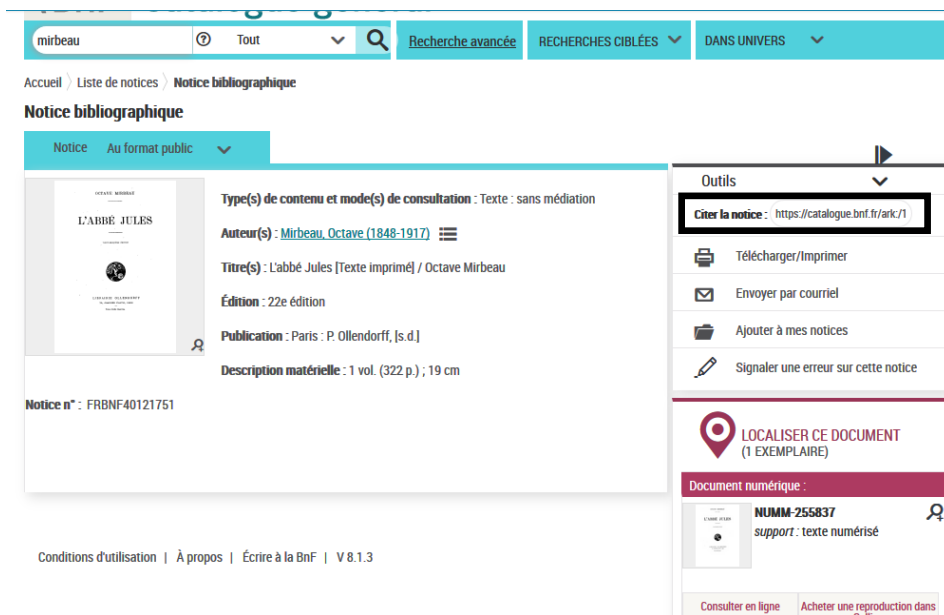 mirbeau
Tout
Recherche avancée
RECHERCHES CIBLÉES
DANS UNIVERS
Accueil
Liste de notices
Notice bibliographique
Notice bibliographique
Notice Au format public
OCTAVE MIRBEAU
L'ABBÉ JULES
Type(s) de contenu et mode(s) de consultation : Texte : sans médiation
Auteur(s) : Mirbeau, Octave (1848-1917)
Titre(s) : L'abbé Jules [Texte imprimé] / Octave Mirbeau
Édition : 22e édition
Publication : Paris : P. Ollendorff, [s.d.]
Description matérielle : 1 vol. (322 p.) ; 19 cm
Notice n° : FRBNF40121751
Outils
Citer la notice : https://catalogue.bnf.fr/ark:/1
Télécharger/Imprimer
Envoyer par courriel
Ajouter à mes notices
Signaler une erreur sur cette notice
LOCALISER CE DOCUMENT
(1 EXEMPLAIRE)
Document numérique :
L'ABBÉ JULES
NUMM-255837
support : texte numérisé
Consulter en ligne
Acheter une reproduction dans
Conditions d'utilisation | À propos | Écrire à la BnF | V 8.1.3